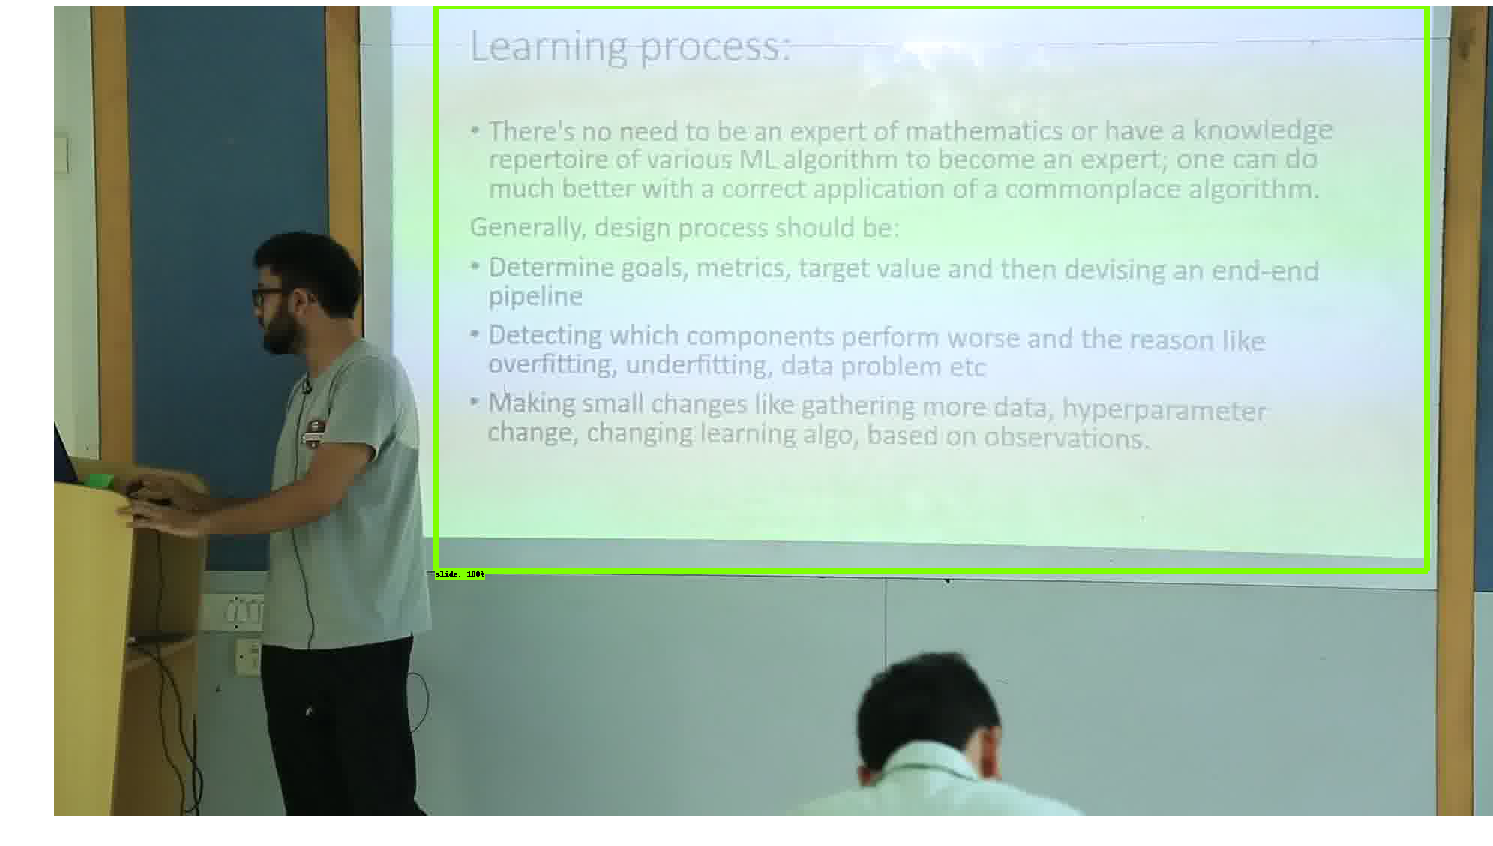 Learning process:
• There's no need to be an expert of mathematics or have a knowledge
repertoire of various ML algorithm to become an expert; one can do
much better with a correct application of a commonplace algorithm.
Generally, design process should be:
• Determine goals, metrics, target value and then devising an end-end
pipeline
• Detecting which components perform worse and the reason like
overfitting, underfitting, data problem etc
• Making small changes like gathering more data, hyperparameter
change, changing learning algo, based on observations.
slide: 100%